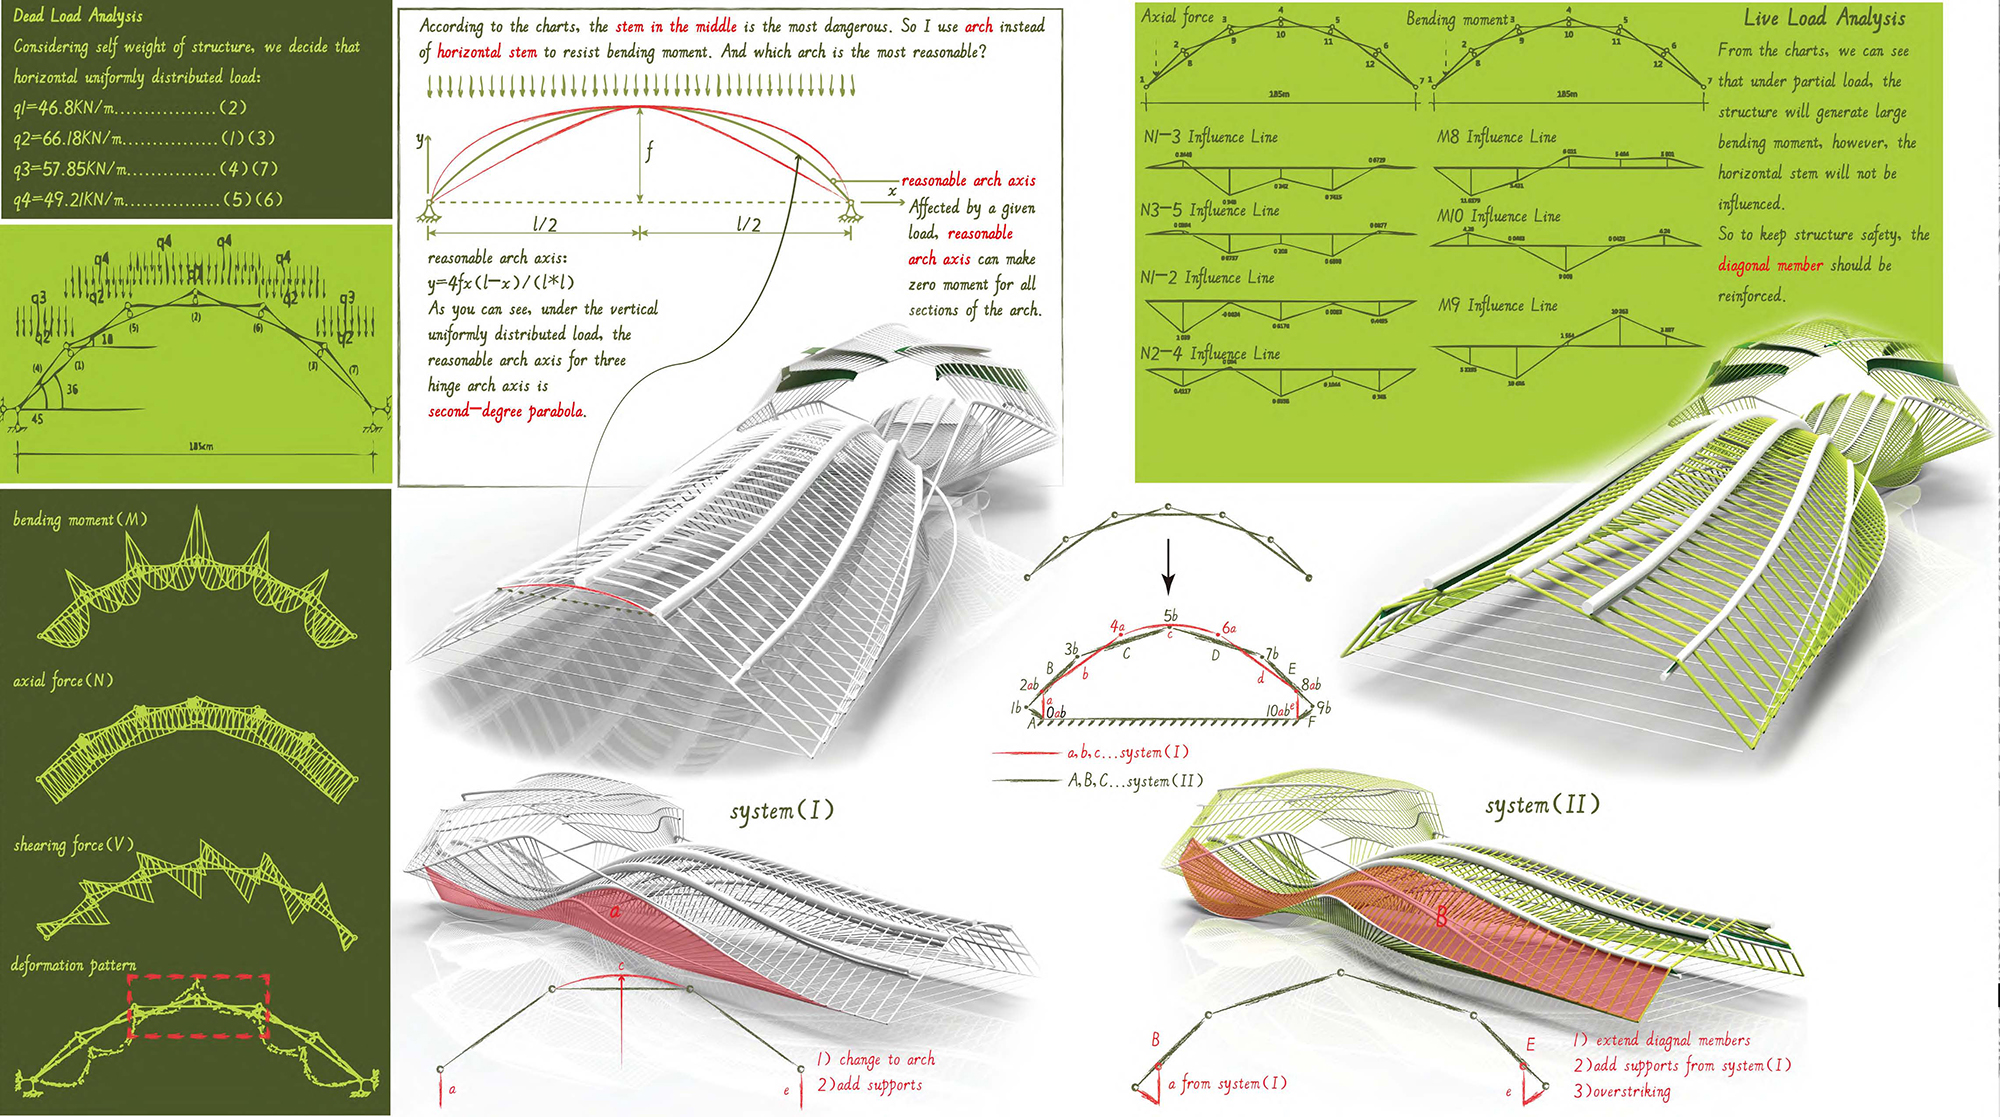 Dead Load Analysis
Considering self weight of structure, we decide that
horizontal uniformly distributed load:
q1=46.8KN/m.................(2)
q2=66.18KN/m................(1)(3)
q3=57.85KN/m...............(4)(7)
q4=49.21KN/m................(5)(6)
q4
q4 q4
q4 q1 q4
q3 q2 q2 q3
q2 q2
(5) (2) (6)
18
(4) (1) (3) (7)
36
45
185cm
bending moment(M)
axial force(N)
shearing force(V)
deformation pattern
According to the charts, the stem in the middle is the most dangerous. So I use arch instead
of horizontal stem to resist bending moment. And which arch is the most reasonable?
y
f
x
l/2 l/2
reasonable arch axis
Affected by a given
load, reasonable
arch axis can make
zero moment for all
sections of the arch.
reasonable arch axis:
y=4fx(l-x)/(l*l)
As you can see, under the vertical
uniformly distributed load, the
reasonable arch axis for three
hinge arch axis is
second-degree parabola.
Axial force
1 2 3 4 5 6 7
8 9 10 11 12
185m
Bending moment
1 2 3 4 5 6 7
8 9 10 11 12
185m
N1-3 Influence Line
N3-5 Influence Line
N1-2 Influence Line
N2-4 Influence Line
M8 Influence Line
M10 Influence Line
M9 Influence Line
Live Load Analysis
From the charts, we can see
that under partial load, the
structure will generate large
bending moment, however, the
horizontal stem will not be
influenced.
So to keep structure safety, the
diagonal member should be
reinforced.
5b
4a c 6a
3b C D 7b
B b d E
2ab a 8ab
1b 0ab 10ab e 9b
A F
a,b,c...system(I)
A,B,C...system(II)
system(I)
a
c
a e
1) change to arch
2)add supports
system(II)
B
B E
a from system(I) e
1) extend diagnal members
2)add supports from system(I)
3)overstriking